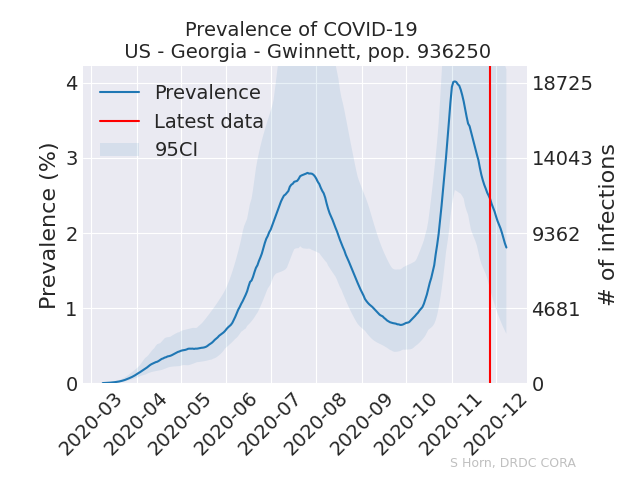 Prevalence of COVID-19
US - Georgia - Gwinnett, pop. 936250
Prevalence (%)
4
3
2
1
0
Prevalence
Latest data
95CI
18725
14043
9362
4681
0
# of infections
2020-03
2020-04
2020-05
2020-06
2020-07
2020-08
2020-09
2020-10
2020-11
2020-12
S Horn, DRDC CORA